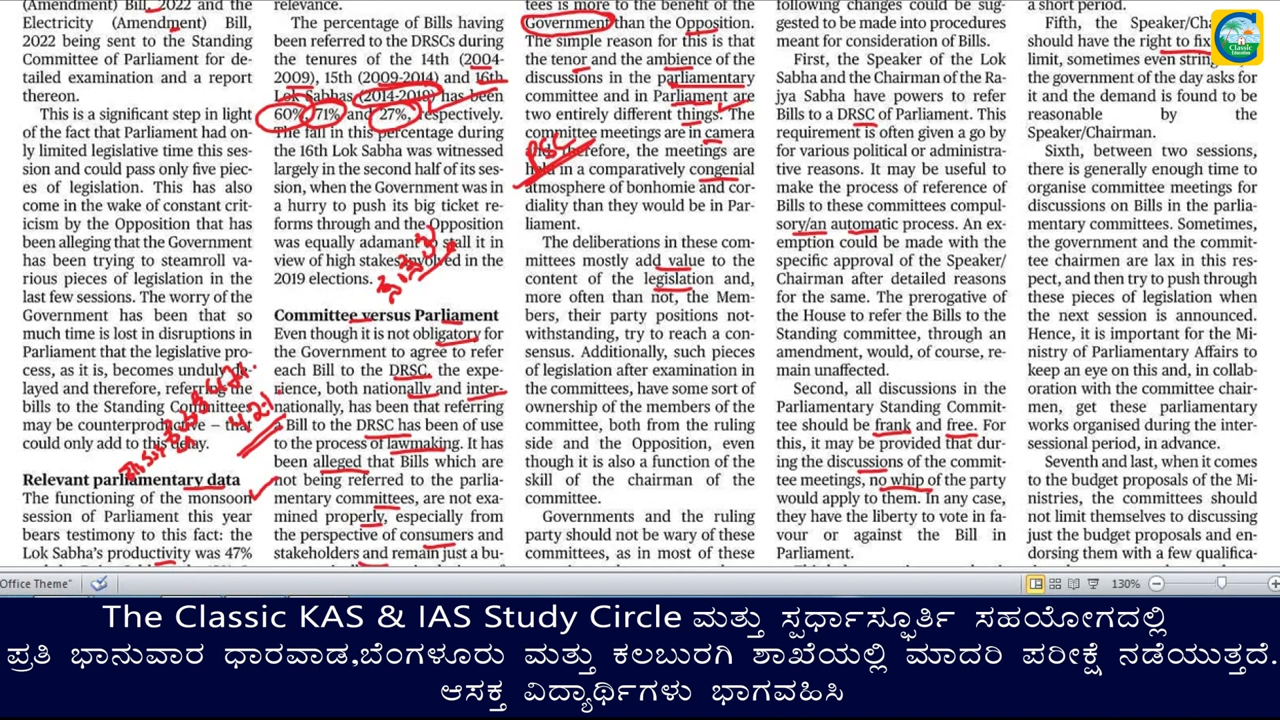 (Amendment) Bill, 2022 and the
Electricity (Amendment) Bill,
2022 being sent to the Standing
Committee of Parliament for de-
tailed examination and a report
thereon.
This is a significant step in light
of the fact that Parliament had on-
ly limited legislative time this ses-
sion and could pass only five piec-
es of legislation. This has also
come in the wake of constant crit-
icism by the Opposition that has
been alleging that the Government
has been trying to steamroll va-
rious pieces of legislation in the
last few sessions. The worry of the
Government has been that so
much time is lost in disruptions in
Parliament that the legislative pro-
cess, as it is, becomes unduly de-
layed and therefore, referring the
bills to the Standing Committees
may be counterproductive – that
could only add to this delay.
Relevant parliamentary data
The functioning of the monsoon
session of Parliament this year
bears testimony to this fact: the
Lok Sabha's productivity was 47%
relevance.
The percentage of Bills having
been referred to the DRSCs during
the tenures of the 14th (2004-
2009), 15th (2009-2014) and 16th
Lok Sabhas (2014-2019) has been
60%, 71% and 27%, respectively.
The fall in this percentage during
the 16th Lok Sabha was witnessed
largely in the second half of its ses-
sion, when the Government was in
a hurry to push its big ticket re-
forms through and the Opposition
was equally adamant to stall it in
view of high stakes involved in the
2019 elections.
Committee versus Parliament
Even though it is not obligatory for
the Government to agree to refer
each Bill to the DRSC, the expe-
rience, both nationally and inter-
nationally, has been that referring
a Bill to the DRSC has been of use
to the process of lawmaking. It has
been alleged that Bills which are
not being referred to the parlia-
mentary committees, are not exa-
mined properly, especially from
the perspective of consumers and
stakeholders and remain just a bu-
tees is more to the benefit of the
Government than the Opposition.
The simple reason for this is that
the tenor and the ambience of the
discussions in the parliamentary
committee and in Parliament are
two entirely different things. The
committee meetings are in camera
and therefore, the meetings are
held in a comparatively congenial
atmosphere of bonhomie and cor-
diality than they would be in Par-
liament.
The deliberations in these com-
mittees mostly add value to the
content of the legislation and,
more often than not, the Mem-
bers, their party positions not-
withstanding, try to reach a con-
sensus. Additionally, such pieces
of legislation after examination in
the committees, have some sort of
ownership of the members of the
committee, both from the ruling
side and the Opposition, even
though it is also a function of the
skill of the chairman of the
committee.
Governments and the ruling
party should not be wary of these
committees, as in most of these
PSC
following changes could be sug-
gested to be made into procedures
meant for consideration of Bills.
First, the Speaker of the Lok
Sabha and the Chairman of the Ra-
jya Sabha have powers to refer
Bills to a DRSC of Parliament. This
requirement is often given a go by
for various political or administra-
tive reasons. It may be useful to
make the process of reference of
Bills to these committees compul-
sory/an automatic process. An ex-
emption could be made with the
specific approval of the Speaker/
Chairman after detailed reasons
for the same. The prerogative of
the House to refer the Bills to the
Standing committee, through an
amendment, would, of course, re-
main unaffected.
Second, all discussions in the
Parliamentary Standing Commit-
tee should be frank and free. For
this, it may be provided that dur-
ing the discussions of the commit-
tee meetings, no whip of the party
would apply to them. In any case,
they have the liberty to vote in fa-
vour or against the Bill in
Parliament.
a short period.
Fifth, the Speaker/Chairman
should have the right to fix
limit, sometimes even stringent,
the government of the day asks for
it and the demand is found to be
reasonable by the
Speaker/Chairman.
Sixth, between two sessions,
there is generally enough time to
organise committee meetings for
discussions on Bills in the parlia-
mentary committees. Sometimes,
the government and the commit-
tee chairmen are lax in this res-
pect, and then try to push through
these pieces of legislation when
the next session is announced.
Hence, it is important for the Mi-
nistry of Parliamentary Affairs to
keep an eye on this and, in collab-
oration with the committee chair-
men, get these parliamentary
works organised during the inter-
sessional period, in advance.
Seventh and last, when it comes
to the budget proposals of the Mi-
nistries, the committees should
not limit themselves to discussing
just the budget proposals and en-
dorsing them with a few qualifica-
Classic
Education
Office Theme"
130%
The Classic KAS & IAS Study Circle ಮತ್ತು ಸ್ಪರ್ಧಾಸ್ಫೂರ್ತಿ ಸಹಯೋಗದಲ್ಲಿ
ಪ್ರತಿ ಭಾನುವಾರ ಧಾರವಾಡ,ಬೆಂಗಳೂರು ಮತ್ತು ಕಲಬುರಗಿ ಶಾಖೆಯಲ್ಲಿ ಮಾದರಿ ಪರೀಕ್ಷೆ ನಡೆಯುತ್ತದೆ.
ಆಸಕ್ತ ವಿದ್ಯಾರ್ಥಿಗಳು ಭಾಗವಹಿಸಿ